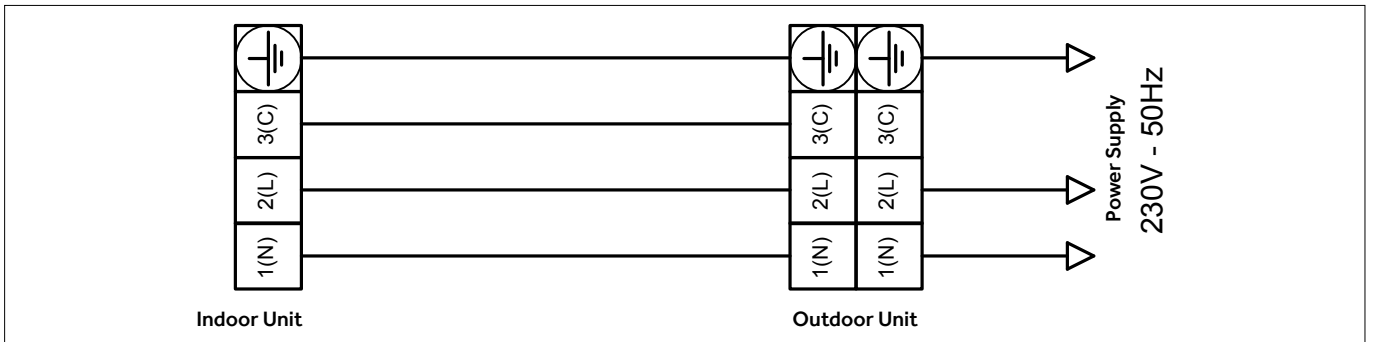 3(C)
3(C)
3(C)
2(L)
2(L)
2(L)
1(N)
1(N)
1(N)
Power Supply
230V - 50Hz
Indoor Unit
Outdoor Unit